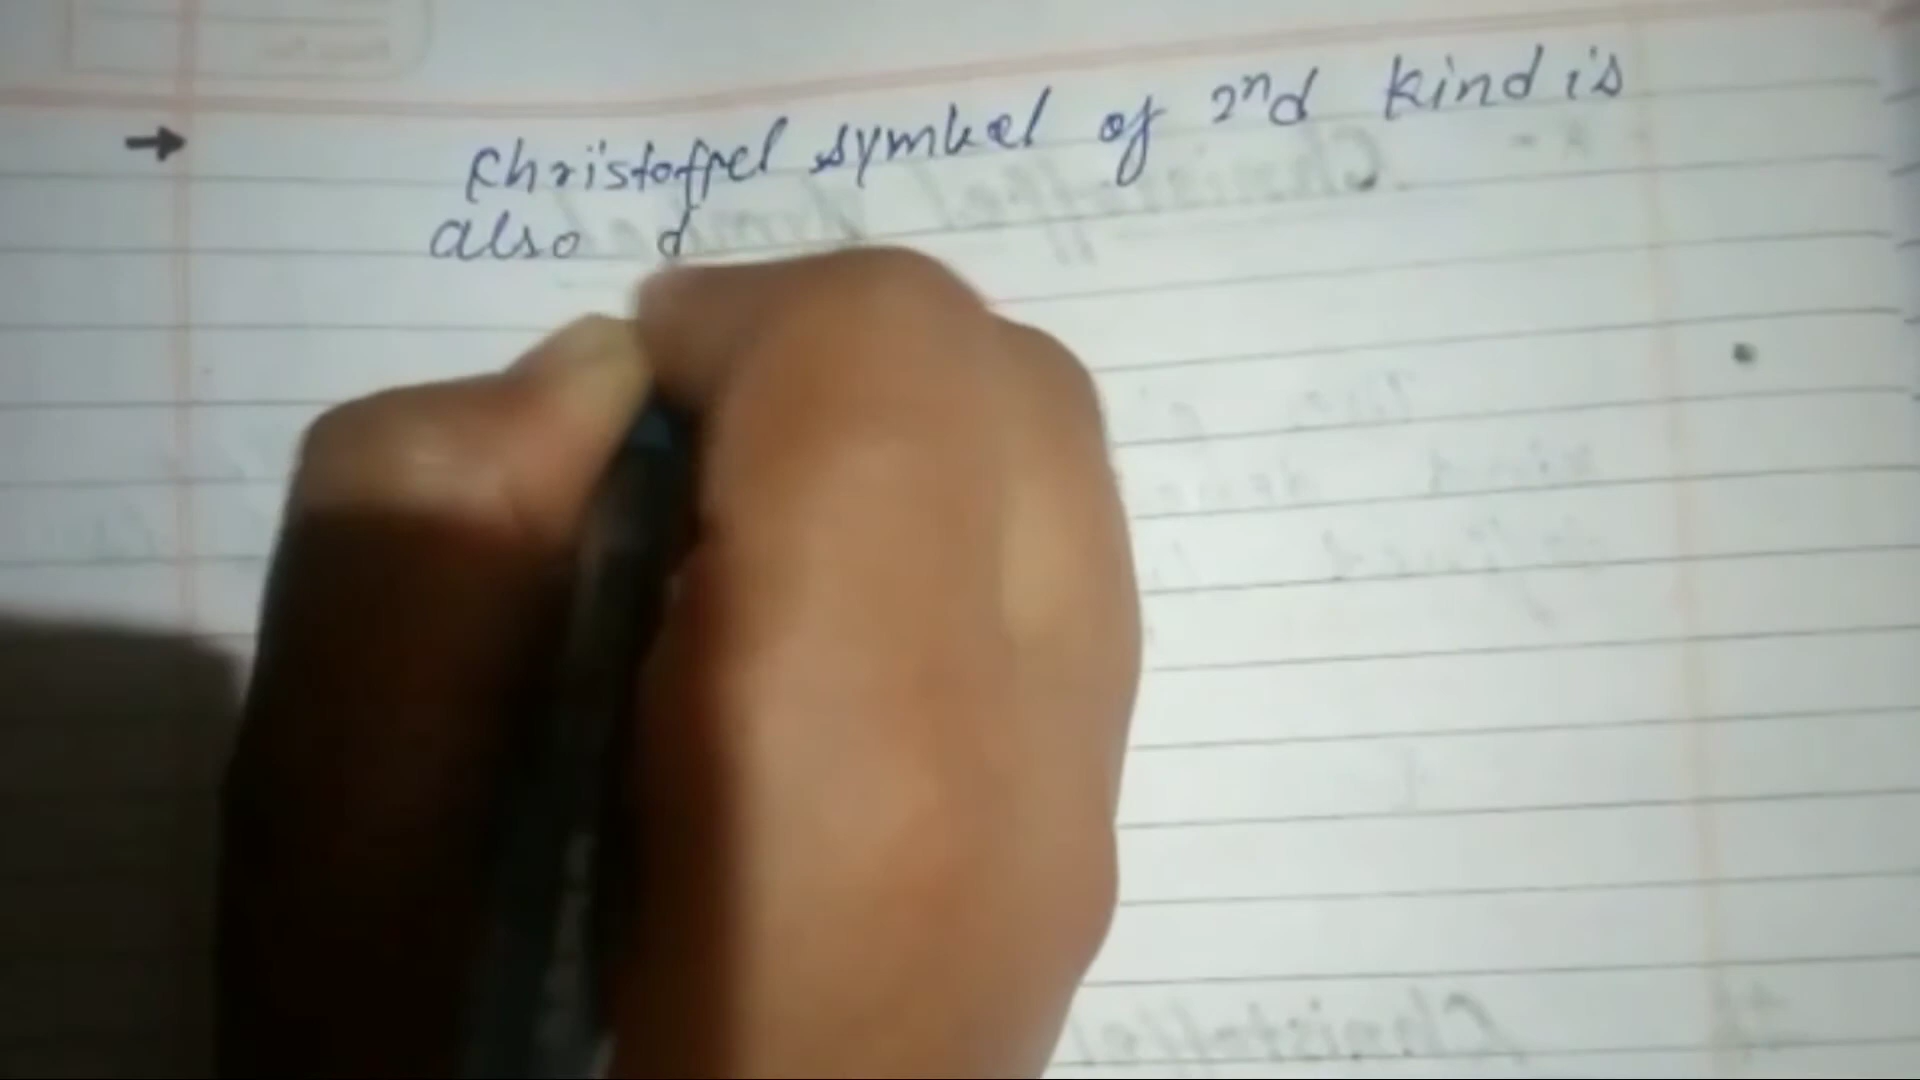 → Christoffel symbol of 2nd kind is
also d